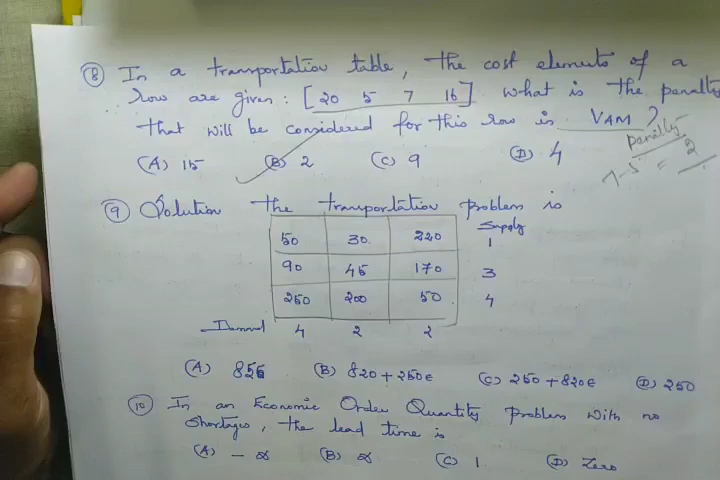 ⑧ In a transportation table, the cost elements of a
row are given : [20 5 7 16] what is the penalty
that will be considered for this row is VAM?
Panilty
7-5 = 2
(A) 15 (B) 2 (C) 9 (D) 4
⑨ Solution the transportation problem is
Supply
50 30 220 1
90 45 170 3
250 200 50 4
Demand 4 2 2
(A) 855 (B) 820+250ε (C) 250+820ε (D) 250
⑩ In an Economic Order Quantity problem with no
shortages, the lead time is
(A) -∞ (B) ∞ (C) 1 (D) Zero